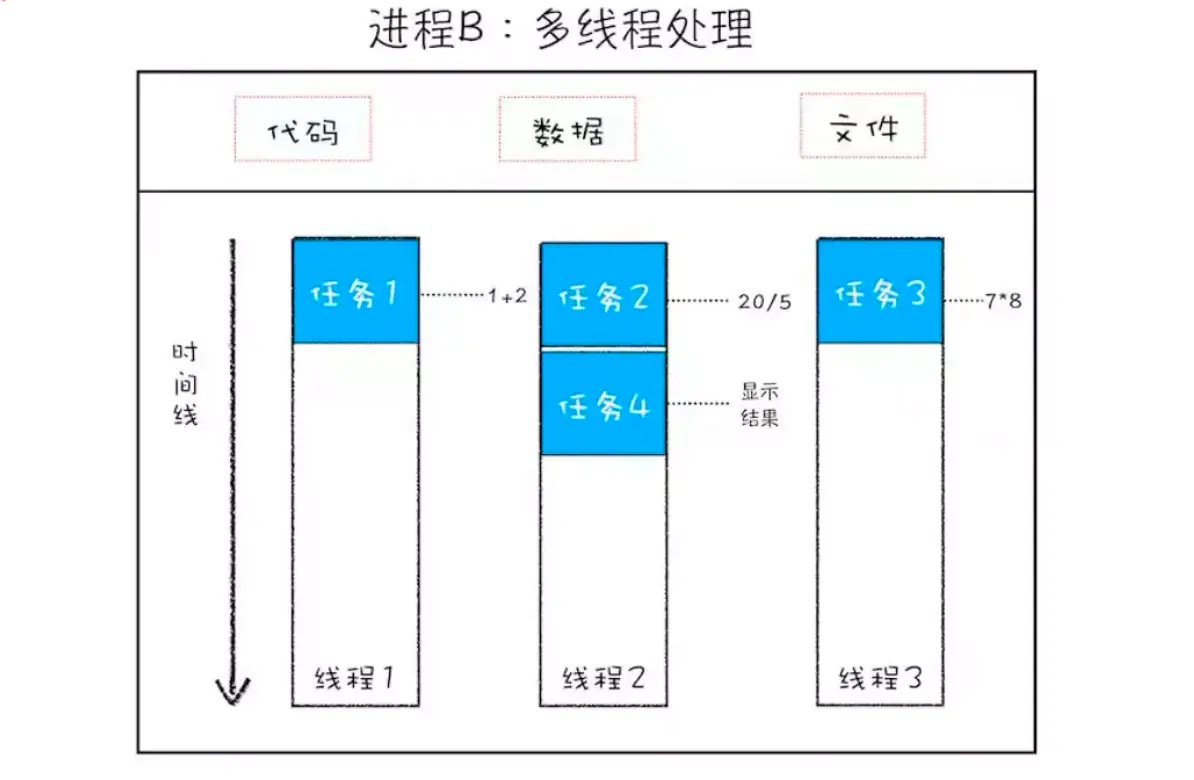 进程B：多线程处理
代码
数据
文件
时
间
线
任务1
1+2
任务2
20/5
任务3
7*8
任务4
显示
结果
线程1
线程2
线程3